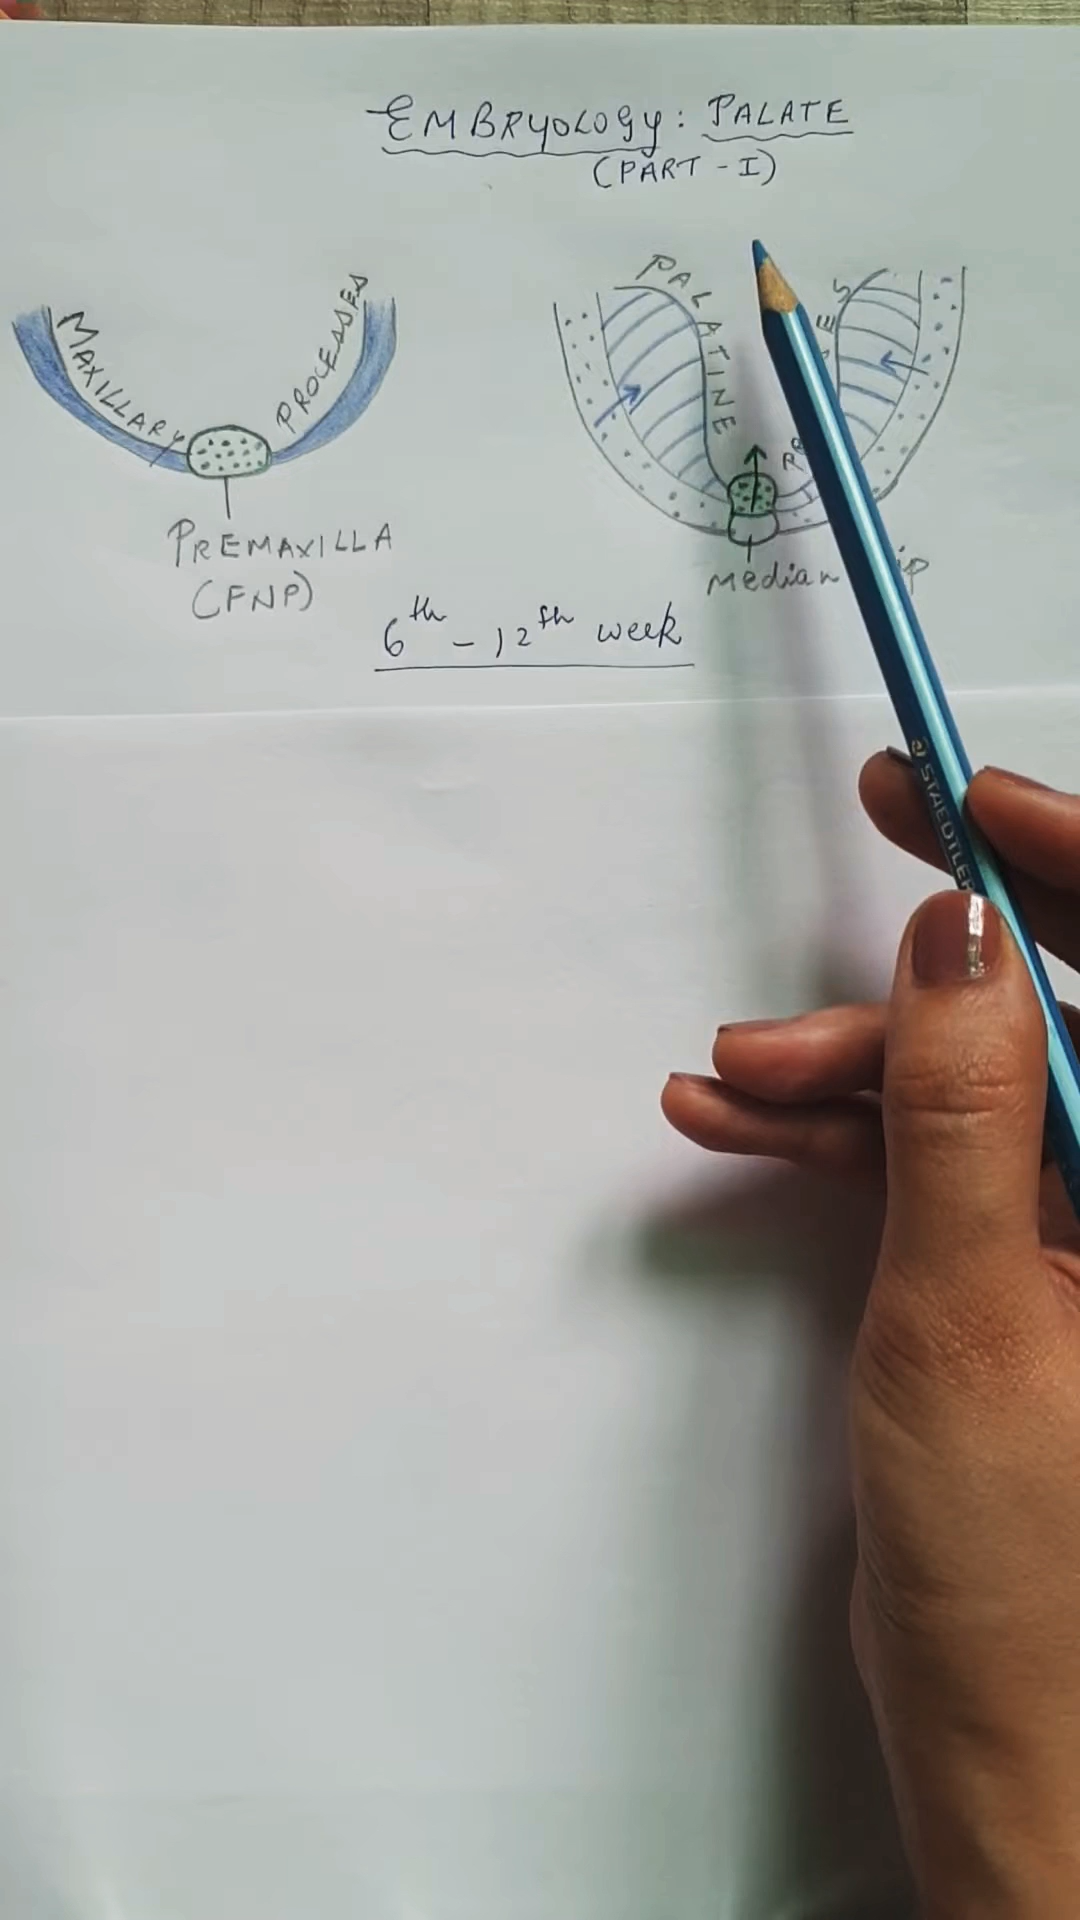 EMBRYOLOGY: PALATE
(PART - I)
MAXILLARY PROCESSES
PREMAXILLA
(FNP)
PALATINE
median
6th - 12th week
STAEDTLER